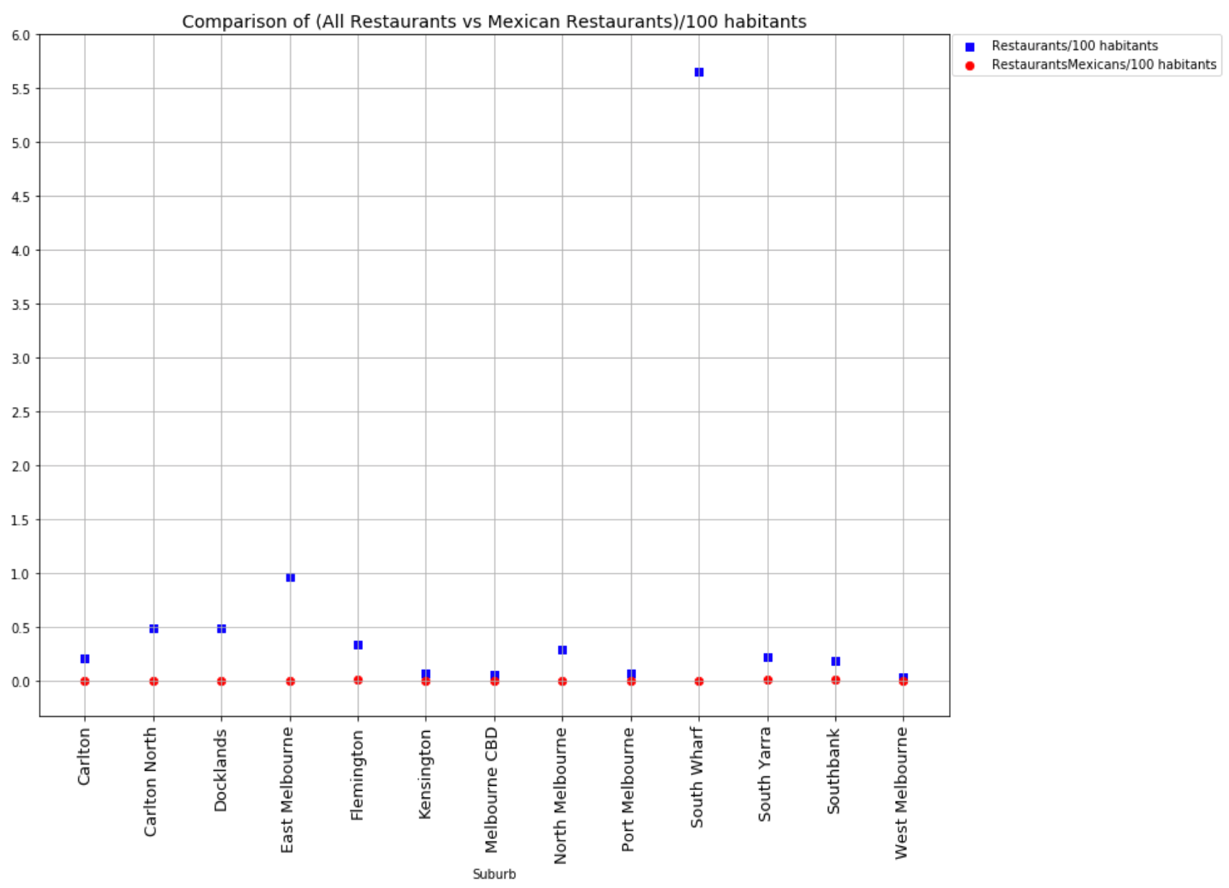 Comparison of (All Restaurants vs Mexican Restaurants)/100 habitants
6.0
5.5
5.0
4.5
4.0
3.5
3.0
2.5
2.0
1.5
1.0
0.5
0.0
Restaurants/100 habitants
RestaurantsMexicans/100 habitants
Carlton
Carlton North
Docklands
East Melbourne
Flemington
Kensington
Melbourne CBD
North Melbourne
Port Melbourne
South Wharf
South Yarra
Southbank
West Melbourne
Suburb